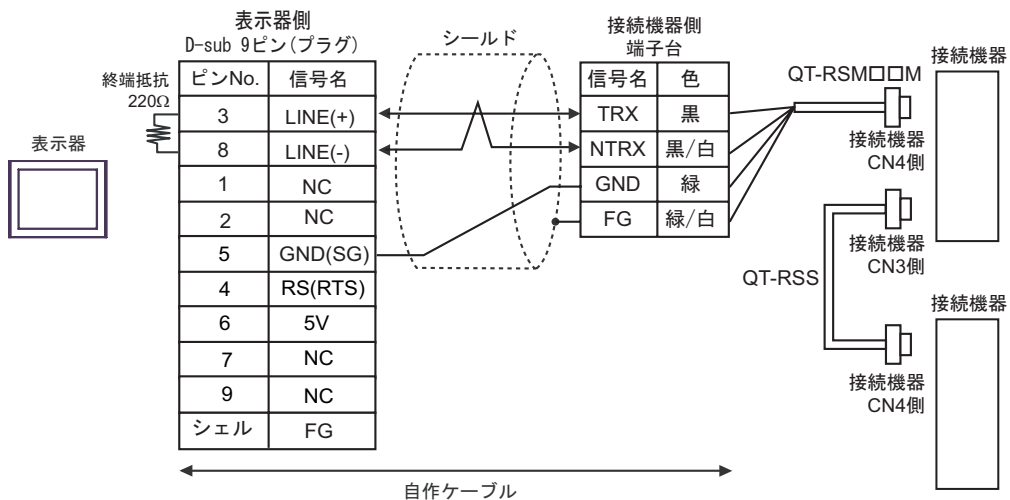 表示器側
D-sub 9ピン(プラグ)
シールド
接続機器側
端子台
接続機器
終端抵抗
220Ω
ピンNo. 信号名
信号名 色
QT-RSM□□M
3 LINE(+)
TRX 黒
接続機器
CN4側
表示器
8 LINE(-)
NTRX 黒/白
1 NC
GND 緑
2 NC
FG 緑/白
5 GND(SG)
接続機器
CN3側
QT-RSS
4 RS(RTS)
接続機器
6 5V
7 NC
9 NC
接続機器
CN4側
シェル FG
自作ケーブル